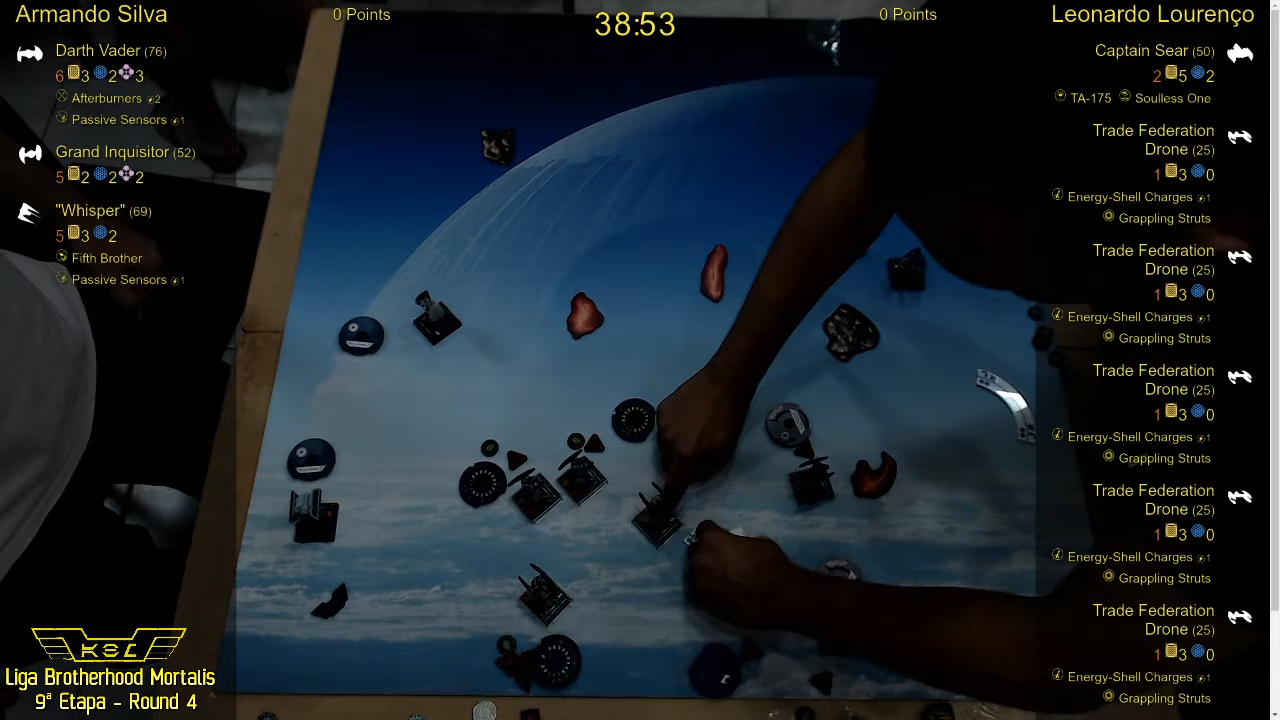 Armando Silva
0 Points
38:53
0 Points
Leonardo Lourenço
Darth Vader (76)
6 3 2 3
Afterburners 2
Passive Sensors 1
Grand Inquisitor (52)
5 2 2 2
"Whisper" (69)
5 3 2
Fifth Brother
Passive Sensors 1
Captain Sear (50)
2 5 2
TA-175 Soulless One
Trade Federation
Drone (25)
1 3 0
Energy-Shell Charges 1
Grappling Struts
Trade Federation
Drone (25)
1 3 0
Energy-Shell Charges 1
Grappling Struts
Trade Federation
Drone (25)
1 3 0
Energy-Shell Charges 1
Grappling Struts
Trade Federation
Drone (25)
1 3 0
Energy-Shell Charges 1
Grappling Struts
Trade Federation
Drone (25)
1 3 0
Energy-Shell Charges 1
Grappling Struts
Liga Brotherhood Mortalis
9ª Etapa - Round 4